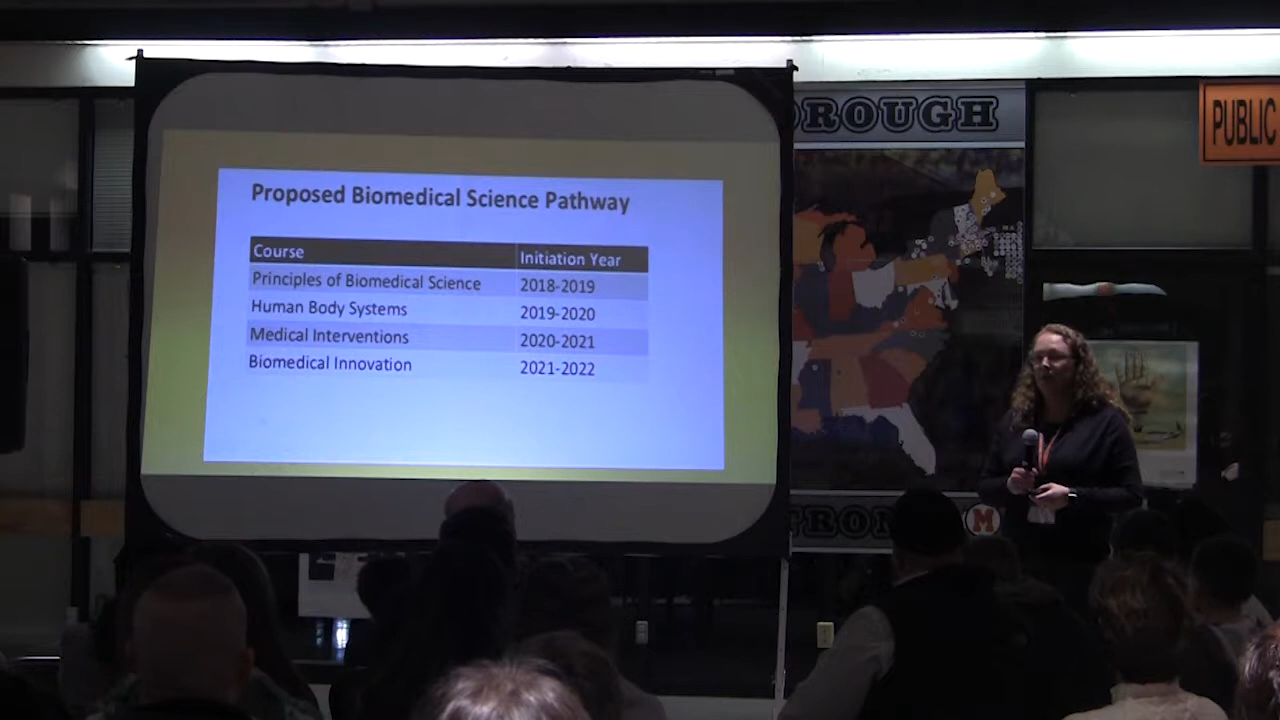 Proposed Biomedical Science Pathway
Course Initiation Year
Principles of Biomedical Science 2018-2019
Human Body Systems 2019-2020
Medical Interventions 2020-2021
Biomedical Innovation 2021-2022
OROUGH
PUBLIC
GRON
M